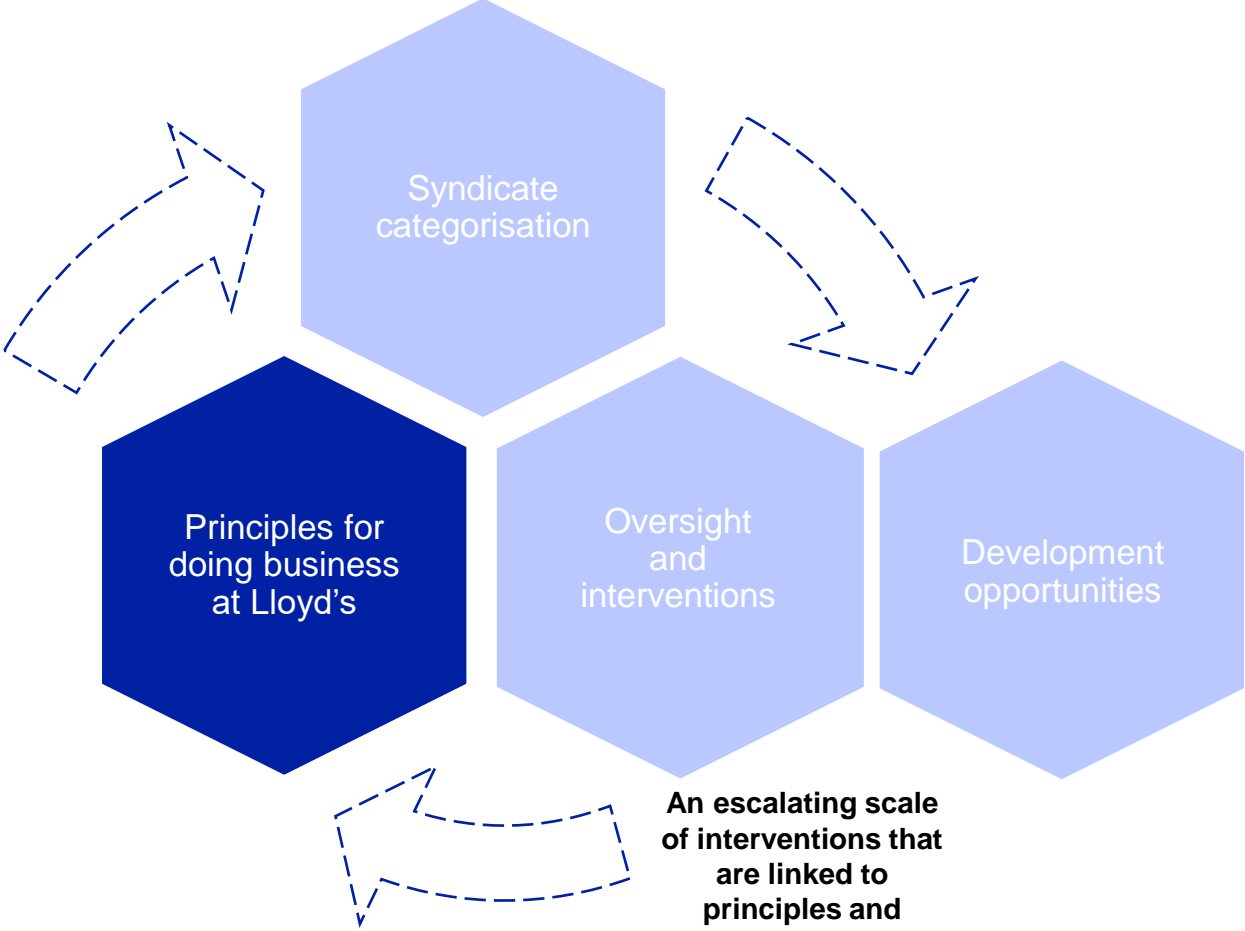 Syndicate
categorisation
Principles for
doing business
at Lloyd’s
Oversight
and
interventions
Development
opportunities
An escalating scale
of interventions that
are linked to
principles and